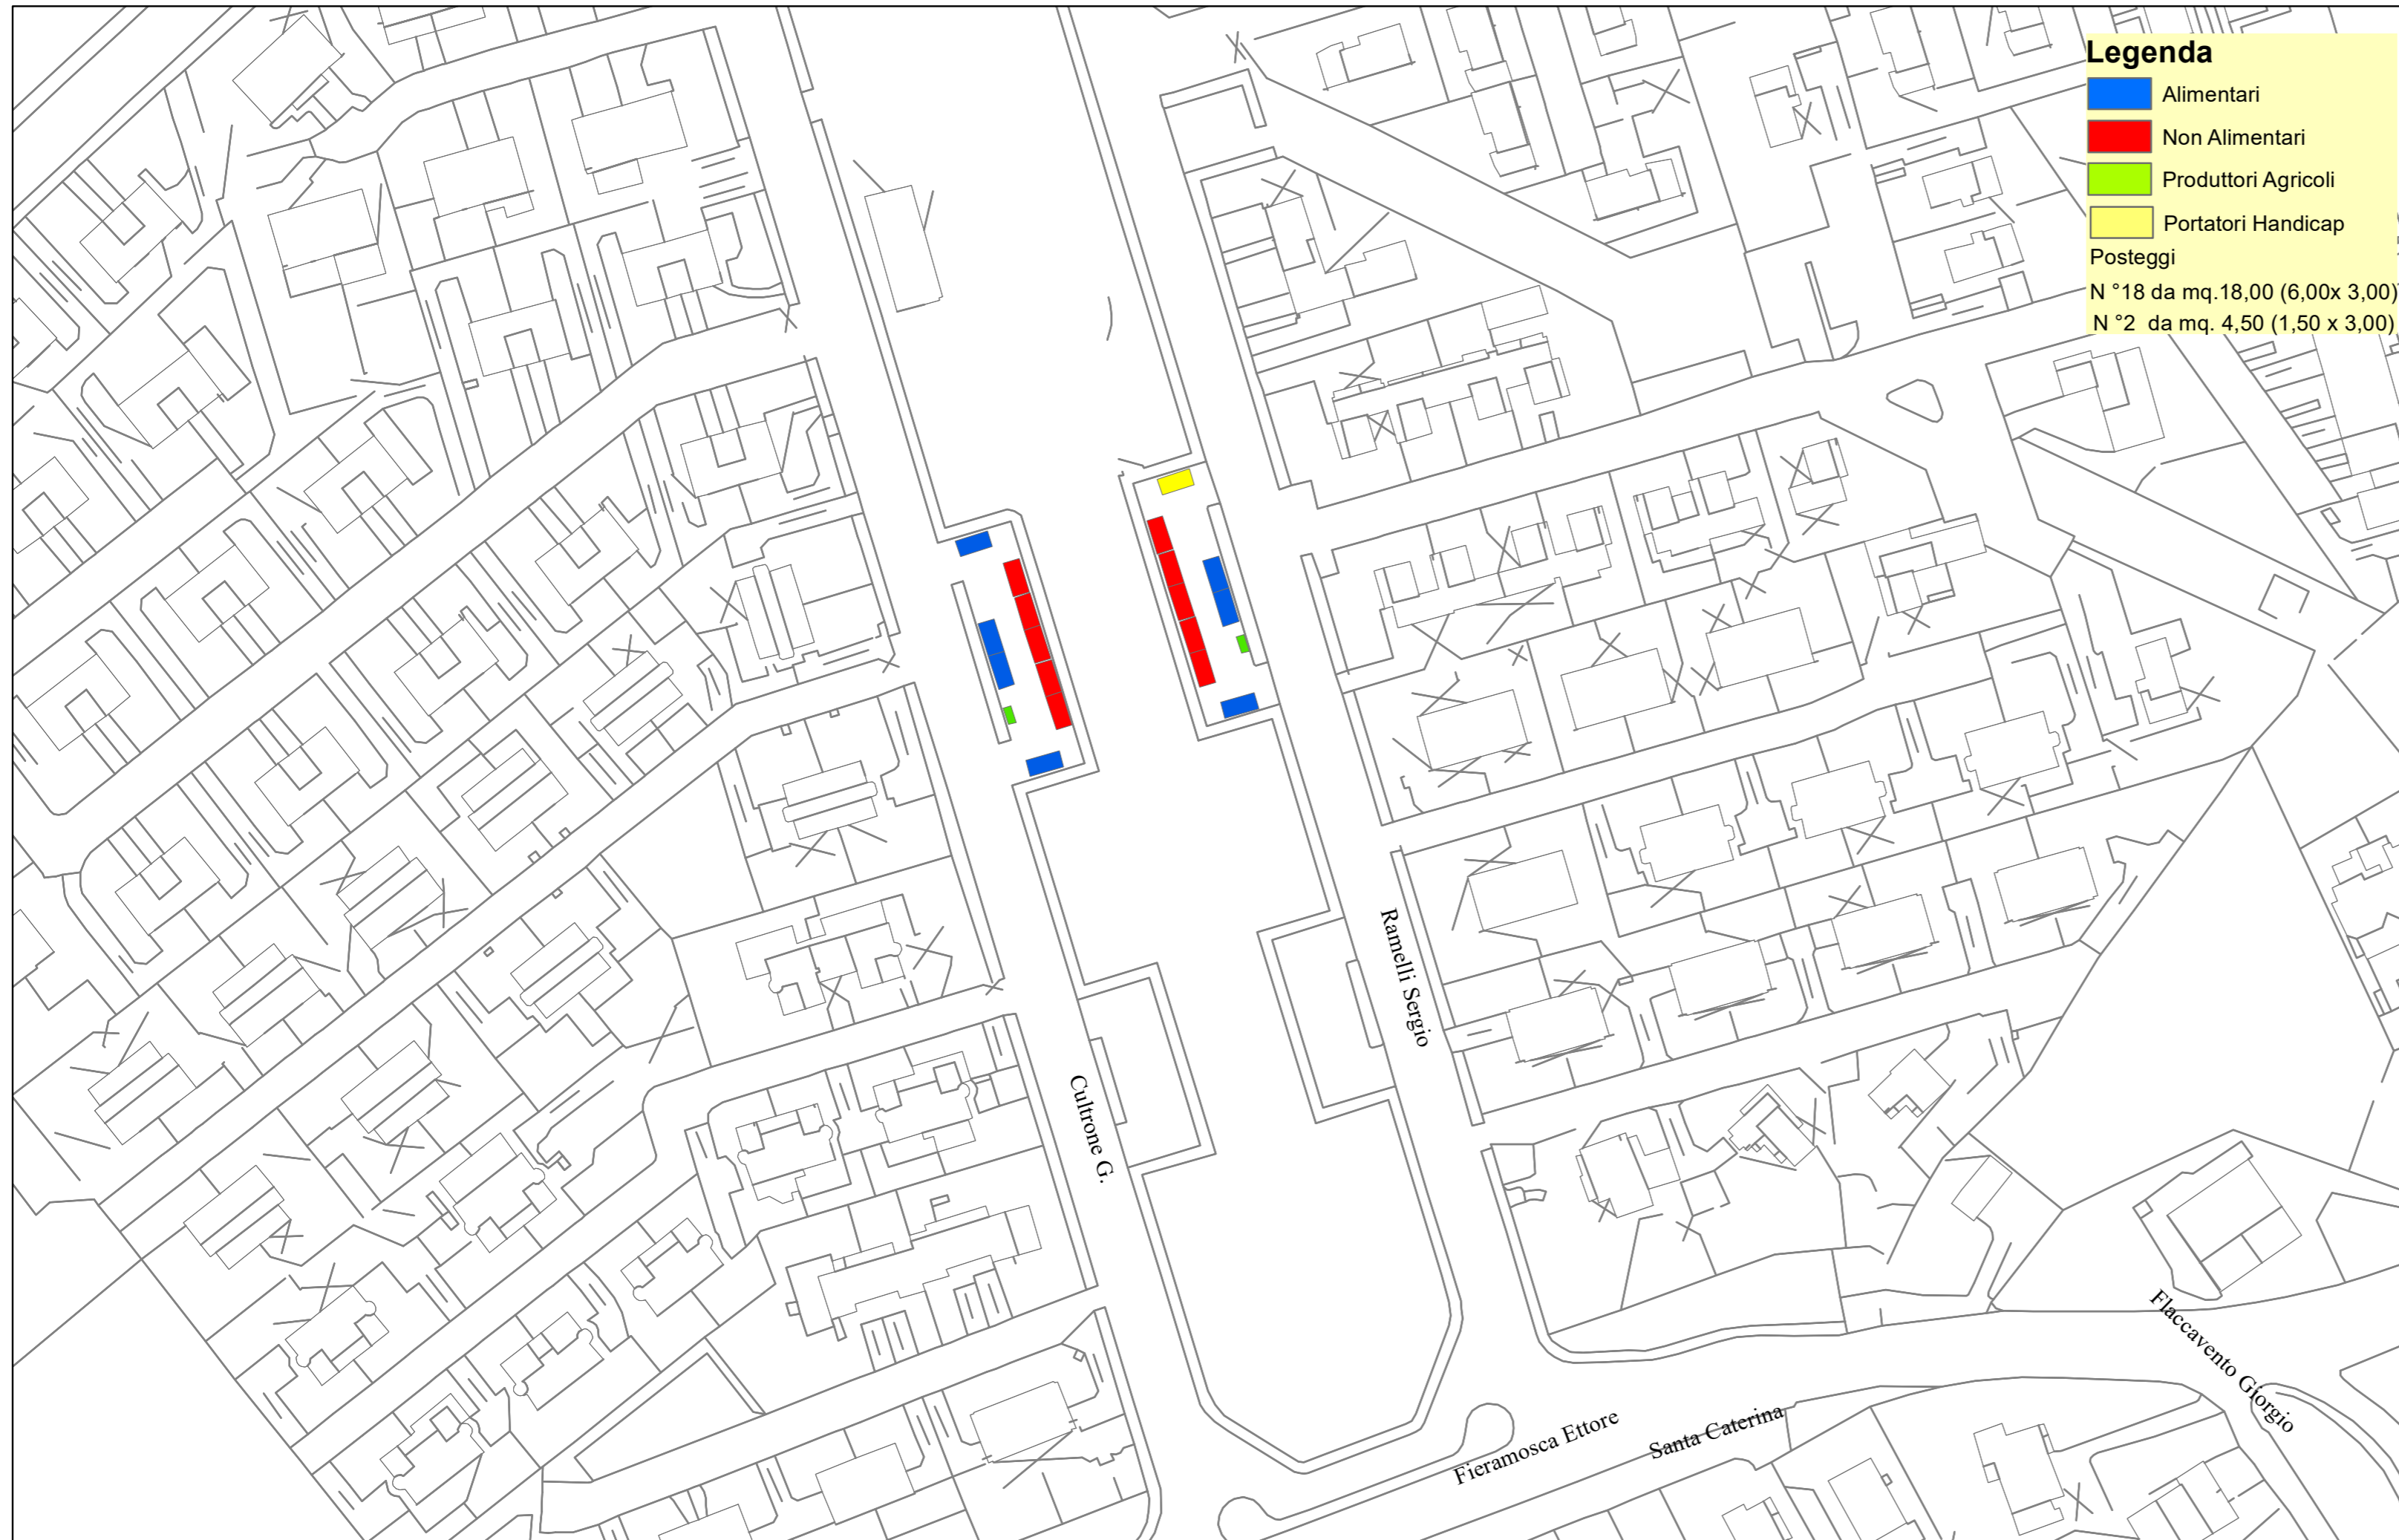 Legenda
Alimentari
Non Alimentari
Produttori Agricoli
Portatori Handicap
Posteggi
N °18 da mq.18,00 (6,00x 3,00)
N °2 da mq. 4,50 (1,50 x 3,00)
Ramelli Sergio
Cultrone G.
Flaccavento Giorgio
Fieramosca Ettore
Santa Caterina